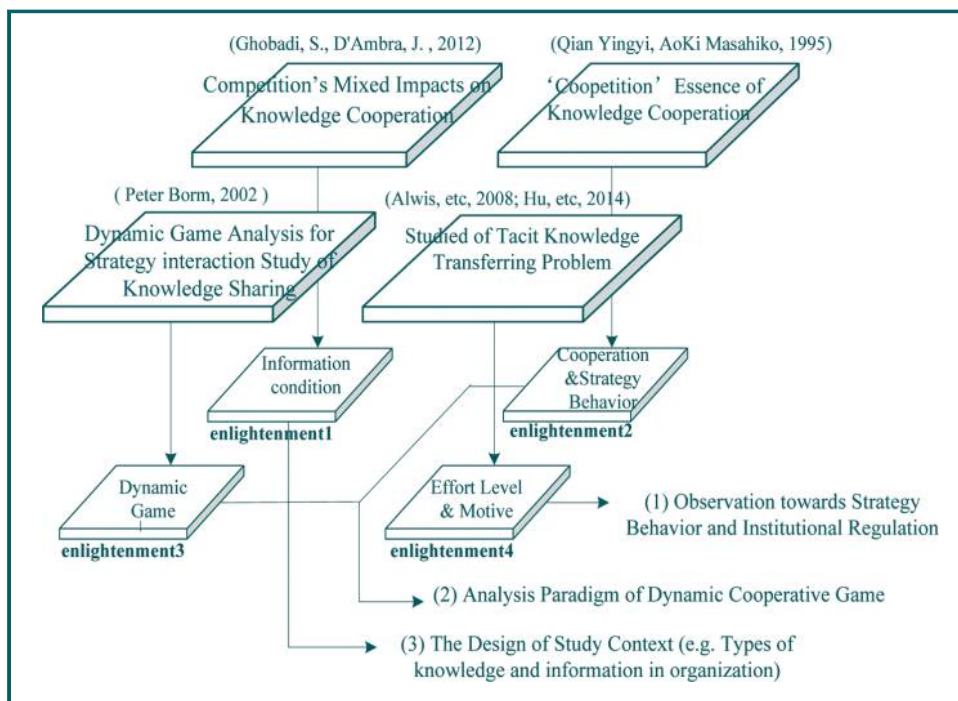 (Ghobadi, S., D'Ambra, J. , 2012)
(Qian Yingyi, AoKi Masahiko, 1995)
Competition's Mixed Impacts on
Knowledge Cooperation
‘Coopetition’ Essence of
Knowledge Cooperation
( Peter Borm, 2002 )
(Alwis, etc, 2008; Hu, etc, 2014)
Dynamic Game Analysis for
Strategy interaction Study of
Knowledge Sharing
Studied of Tacit Knowledge
Transferring Problem
Information
condition
enlightenment1
Cooperation
&Strategy
Behavior
enlightenment2
Dynamic
Game
enlightenment3
Effort Level
& Motive
enlightenment4
(1) Observation towards Strategy
Behavior and Institutional Regulation
(2) Analysis Paradigm of Dynamic Cooperative Game
(3) The Design of Study Context (e.g. Types of
knowledge and information in organization)